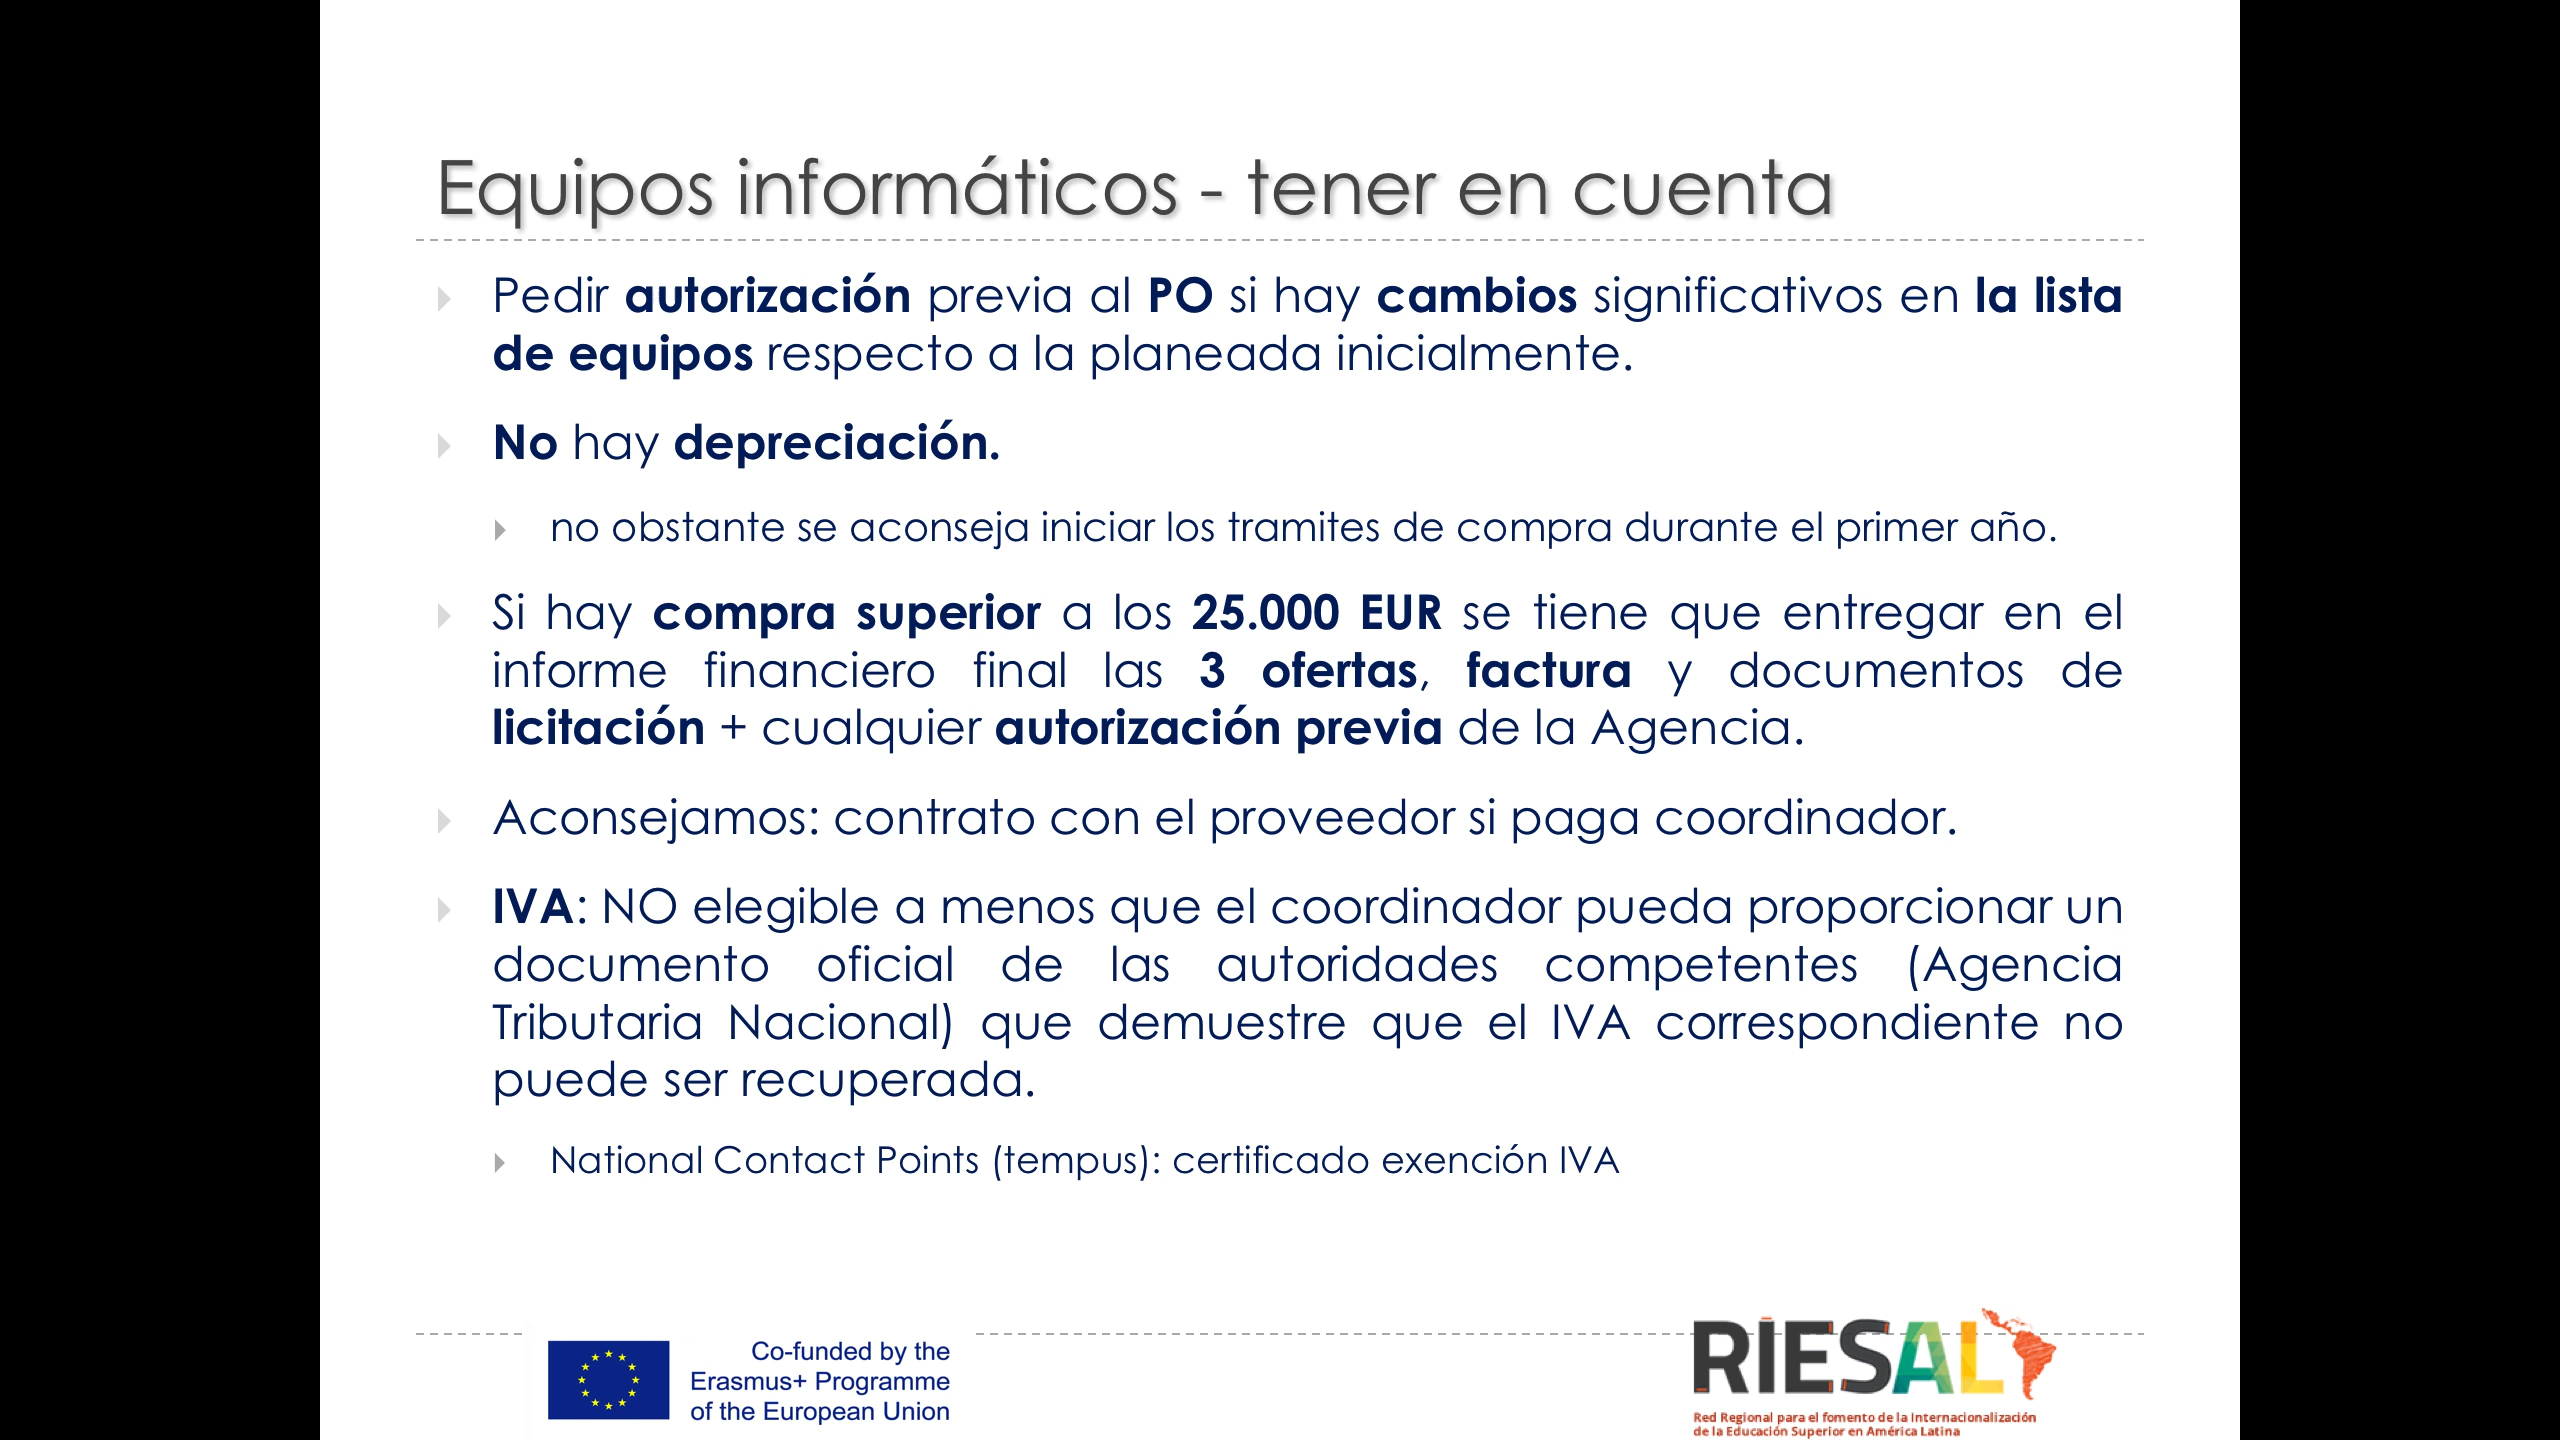 Equipos informáticos - tener en cuenta
Pedir autorización previa al PO si hay cambios significativos en la lista
de equipos respecto a la planeada inicialmente.
No hay depreciación.
no obstante se aconseja iniciar los tramites de compra durante el primer año.
Si hay compra superior a los 25.000 EUR se tiene que entregar en el
informe financiero final las 3 ofertas, factura y documentos de
licitación + cualquier autorización previa de la Agencia.
Aconsejamos: contrato con el proveedor si paga coordinador.
IVA: NO elegible a menos que el coordinador pueda proporcionar un
documento oficial de las autoridades competentes (Agencia
Tributaria Nacional) que demuestre que el IVA correspondiente no
puede ser recuperada.
National Contact Points (tempus): certificado exención IVA
Co-funded by the
Erasmus+ Programme
of the European Union
RIESAL
Red Regional para el fomento de la Internacionalización
de la Educación Superior en América Latina